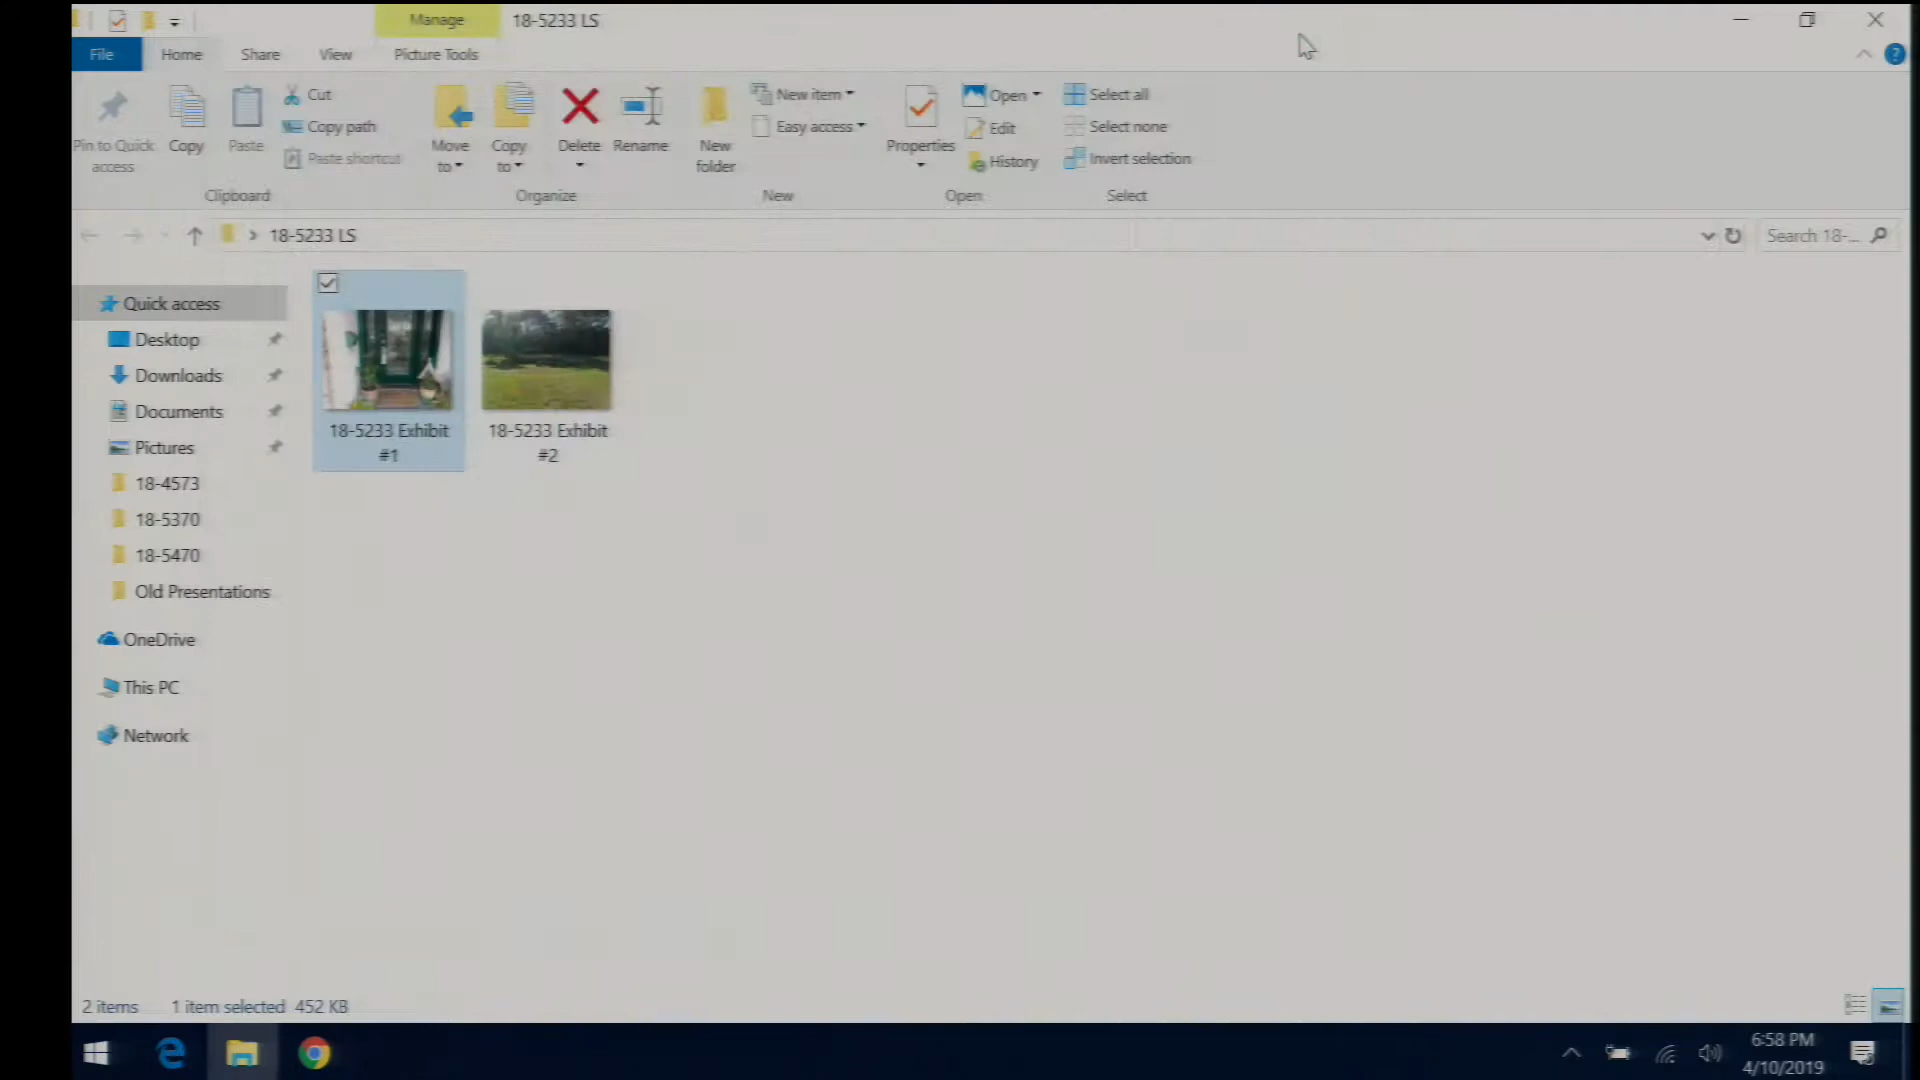 Manage
18-5233 LS
File
Home
Share
View
Picture Tools
Pin to Quick
access
Copy
Paste
Cut
Copy path
Paste shortcut
Clipboard
Move
to
Copy
to
Delete
Rename
Organize
New
folder
New item
Easy access
New
Properties
Open
Edit
History
Open
Select all
Select none
Invert selection
Select
18-5233 LS
Search 18-...
Quick access
Desktop
Downloads
Documents
Pictures
18-4573
18-5370
18-5470
Old Presentations
OneDrive
This PC
Network
18-5233 Exhibit
#1
18-5233 Exhibit
#2
2 items
1 item selected 452 KB
6:58 PM
4/10/2019